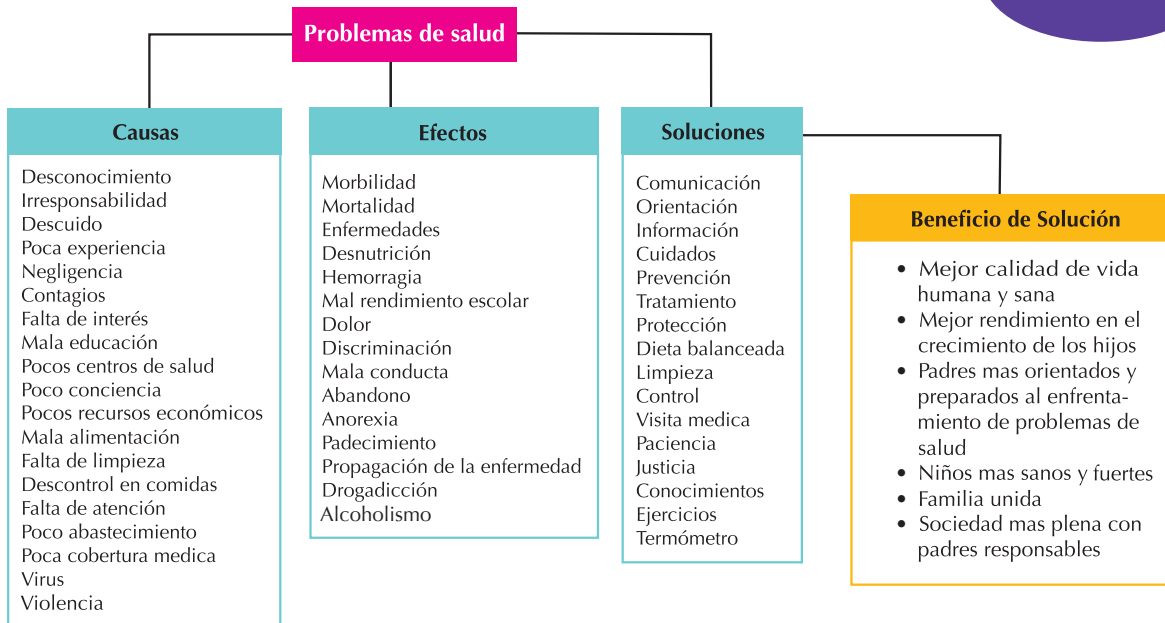 Problemas de salud
Causas
Desconocimiento
Irresponsabilidad
Descuido
Poca experiencia
Negligencia
Contagios
Falta de interés
Mala educación
Pocos centros de salud
Poco conciencia
Pocos recursos económicos
Mala alimentación
Falta de limpieza
Descontrol en comidas
Falta de atención
Poco abastecimiento
Poca cobertura medica
Virus
Violencia
Efectos
Morbilidad
Mortalidad
Enfermedades
Desnutrición
Hemorragia
Mal rendimiento escolar
Dolor
Discriminación
Mala conducta
Abandono
Anorexia
Padecimiento
Propagación de la enfermedad
Drogadicción
Alcoholismo
Soluciones
Comunicación
Orientación
Información
Cuidados
Prevención
Tratamiento
Protección
Dieta balanceada
Limpieza
Control
Visita medica
Paciencia
Justicia
Conocimientos
Ejercicios
Termómetro
Beneficio de Solución
• Mejor calidad de vida
humana y sana
• Mejor rendimiento en el
crecimiento de los hijos
• Padres mas orientados y
preparados al enfrenta-
miento de problemas de
salud
• Niños mas sanos y fuertes
• Familia unida
• Sociedad mas plena con
padres responsables